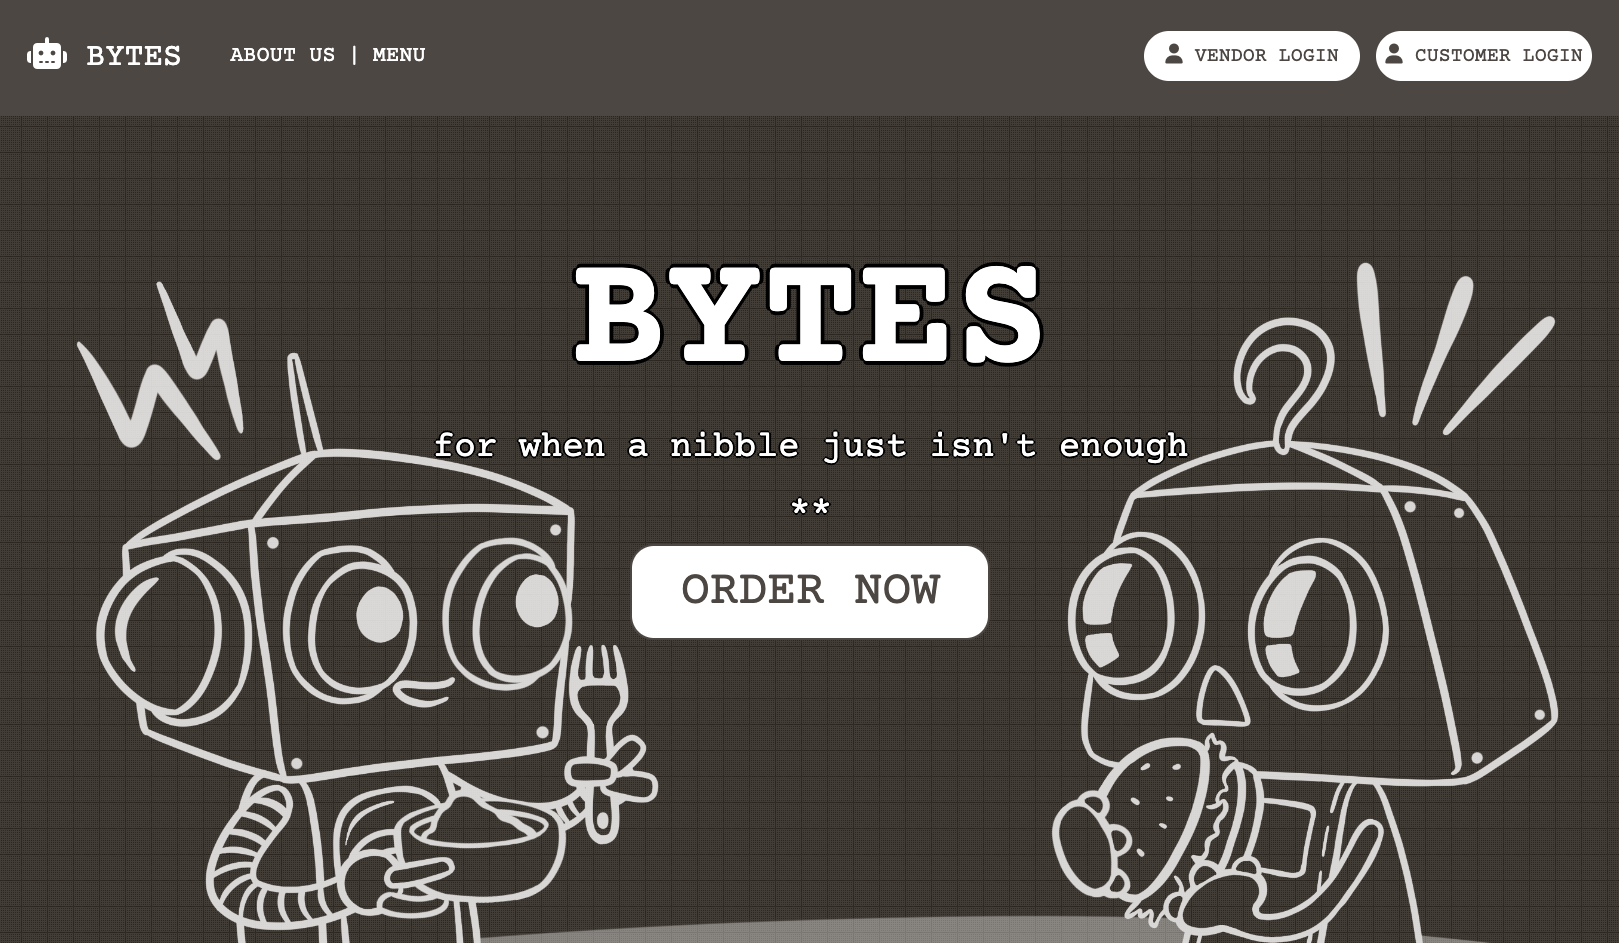 BYTES
ABOUT US | MENU
VENDOR LOGIN
CUSTOMER LOGIN
BYTES
for when a nibble just isn't enough
**
ORDER NOW